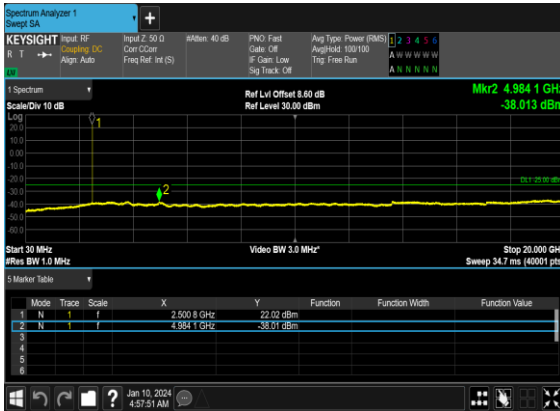 Spectrum Analyzer 1
Swept SA
KEYSIGHT
R T
LXI
Input: RF
Coupling: DC
Align: Auto
Input Z: 50 Ω
Corr CCorr
Freq Ref: Int (S)
#Atten: 40 dB
PNO: Fast
Gate: Off
IF Gain: Low
Sig Track: Off
Avg Type: Power (RMS)
Avg|Hold: 100/100
Trig: Free Run
1 2 3 4 5 6
A W W W W W
A N N N N N
1 Spectrum
Scale/Div 10 dB
Ref Lvl Offset 8.60 dB
Ref Level 30.00 dBm
Mkr2 4.984 1 GHz
-38.013 dBm
Log
20.0
10.0
0.00
-10.0
-20.0
-30.0
-40.0
-50.0
-60.0
1
2
DL1 -25.00 dBm
Start 30 MHz
#Res BW 1.0 MHz
Video BW 3.0 MHz*
Stop 20.000 GHz
Sweep 34.7 ms (40001 pts)
5 Marker Table
Mode Trace Scale X Y Function Function Width Function Value
1 N 1 f 2.500 8 GHz 22.02 dBm
2 N 1 f 4.984 1 GHz -38.01 dBm
3
4
5
6
Jan 10, 2024
4:57:51 AM